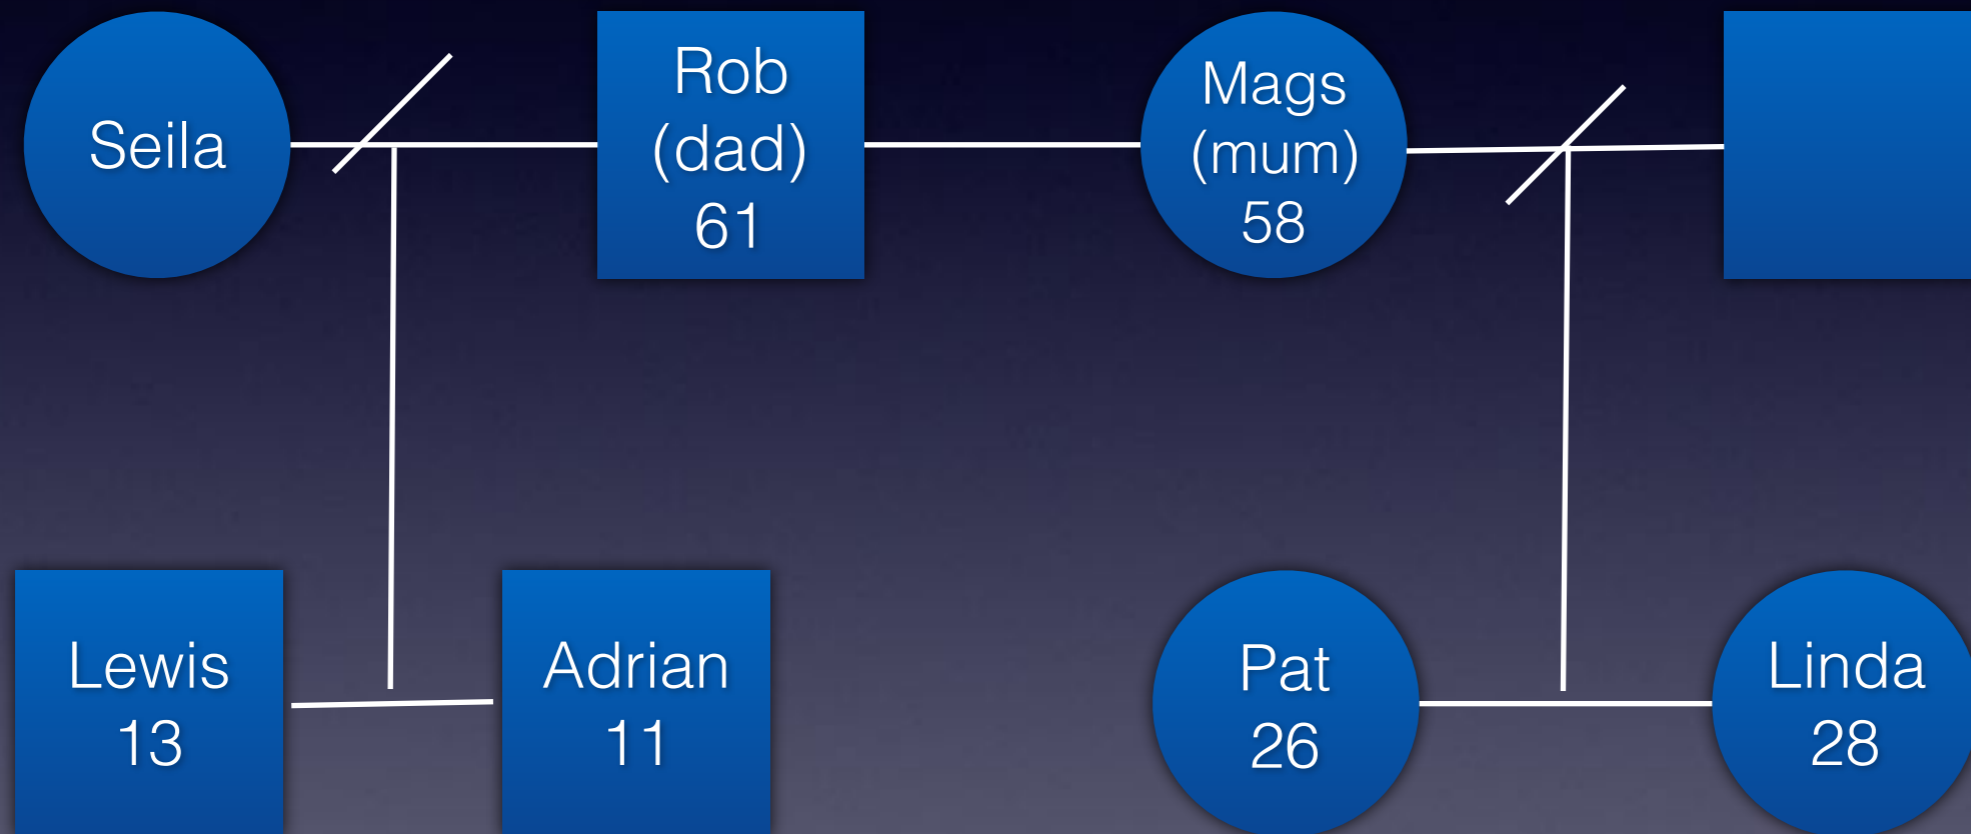 Seila
Rob
(dad)
61
Mags
(mum)
58
Lewis
13
Adrian
11
Pat
26
Linda
28